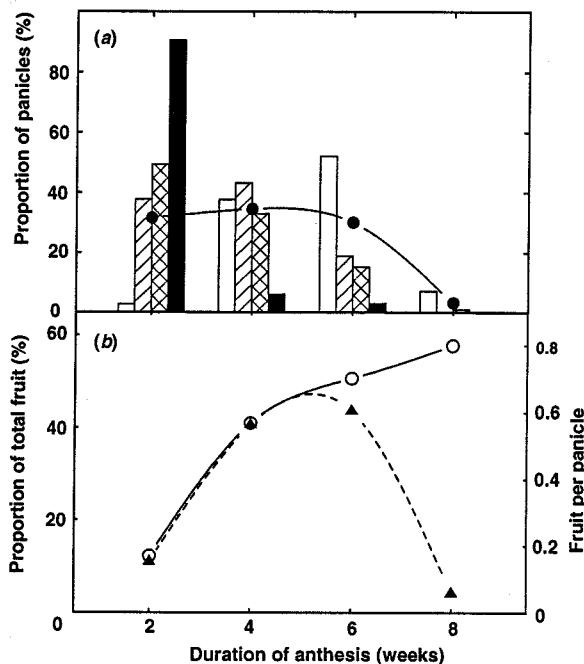 (a)
Proportion of panicles (%)
80
60
40
20
0
(b)
Proportion of total fruit (%)
60
40
20
0
0.8
0.6
0.4
0.2
0
Fruit per panicle
2 4 6 8
Duration of anthesis (weeks)